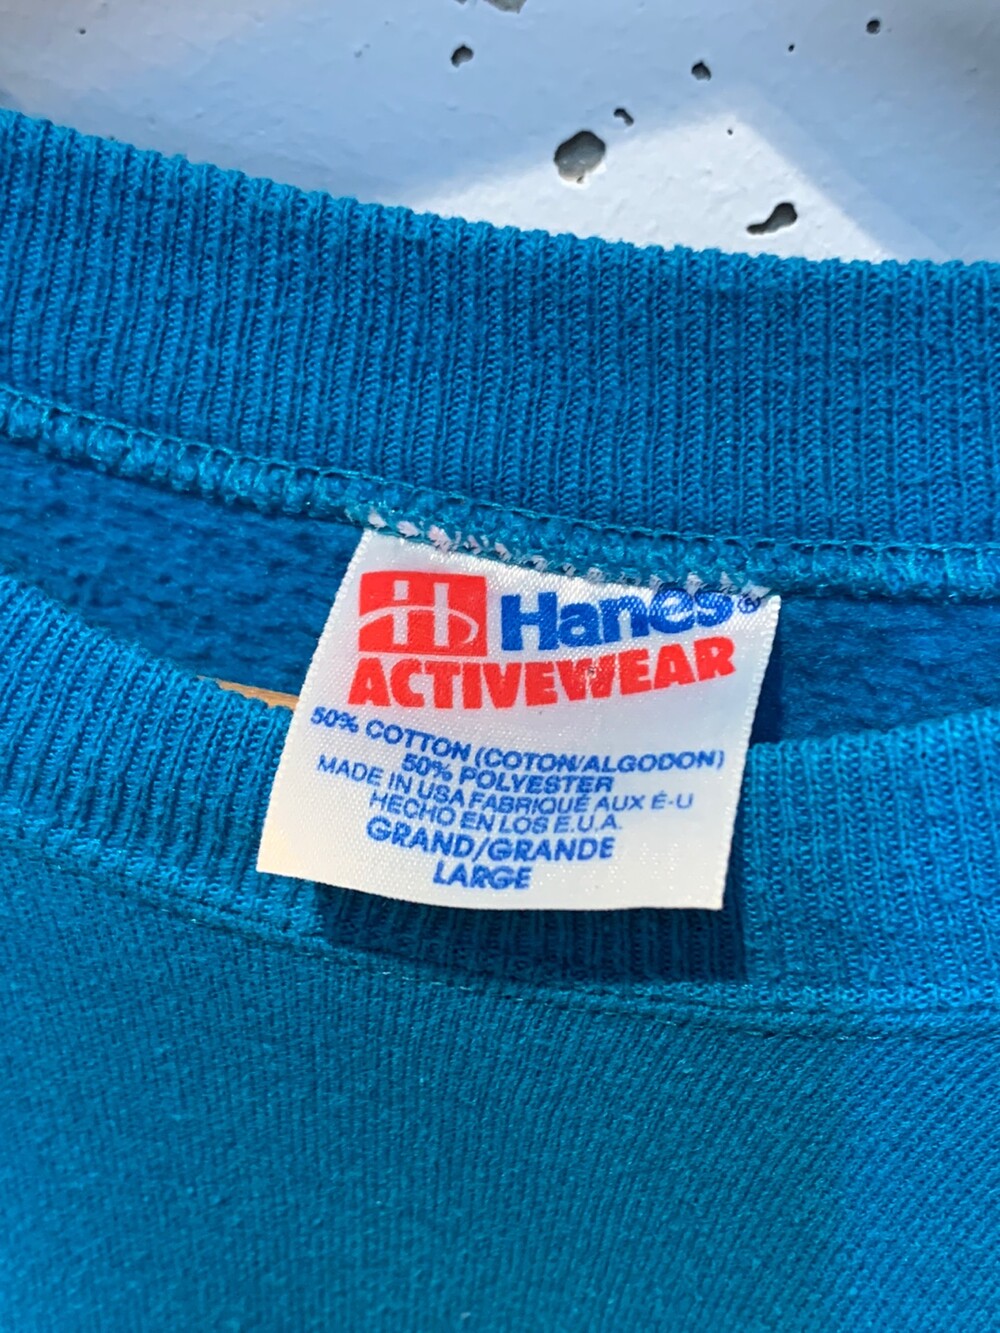 H Hanes®
ACTIVEWEAR
50% COTTON (COTON/ALGODON)
50% POLYESTER
MADE IN USA FABRIQUÉ AUX É-U
HECHO EN LOS E.U.A.
GRAND/GRANDE
LARGE